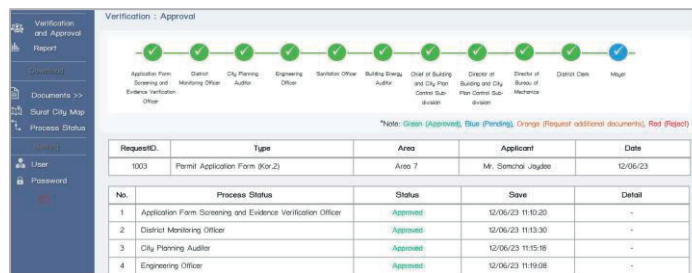 Verification
and Approval
Report
Download
Documents >>
Surat City Map
Process Status
User
Password
Verification : Approval
Application Form
Screening and
Evidence Verification
Officer
District
Monitoring Officer
City Planning
Auditor
Engineering
Officer
Sanitation Officer
Building Energy
Auditor
Chief of Building
and City Plan
Control Sub-
division
Director of
Building and City
Plan Control Sub-
division
Director of
Bureau of
Mechanics
District Clerk
Mayor
*Note: Green (Approved), Blue (Pending), Orange (Request additional documents), Red (Reject)
RequestID. Type Area Applicant Date
1003 Permit Application Form (Kor.2) Area 7 Mr. Somchai Jaydee 12/06/23
No. Process Status Status Save Detail
1 Application Form Screening and Evidence Verification Officer Approved 12/06/23 11:10:20 -
2 District Monitoring Officer Approved 12/06/23 11:13:30 -
3 City Planning Auditor Approved 12/06/23 11:15:18 -
4 Engineering Officer Approved 12/06/23 11:19:08 -